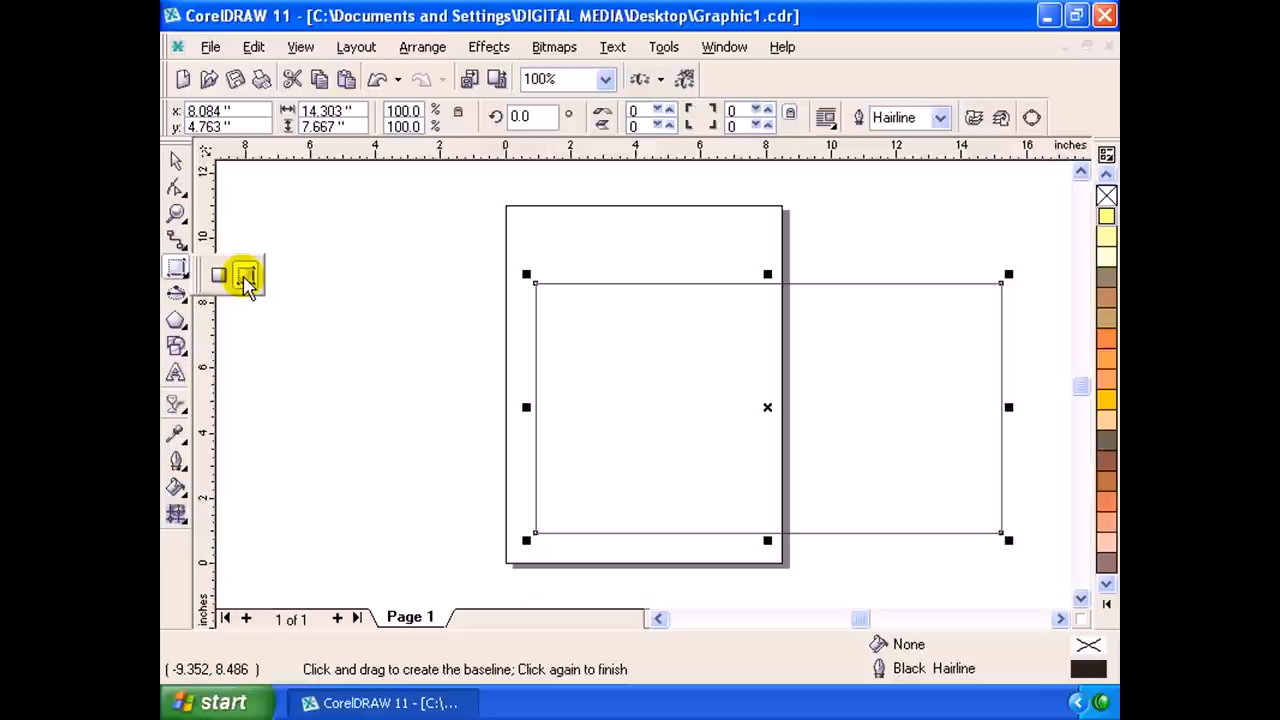 CorelDRAW 11 - [C:\Documents and Settings\DIGITAL MEDIA\Desktop\Graphic1.cdr]
File Edit View Layout Arrange Effects Bitmaps Text Tools Window Help
100%
x: 8.084 " 14.303 " 100.0 % 0.0 ° 0 0 0 0 Hairline
y: 4.763 " 7.667 " 100.0 %
8 6 4 2 0 2 4 6 8 10 12 14 16 inches
12
10
8
6
4
2
0
inches
1 of 1 Page 1
None
( -9.352, 8.486 ) Click and drag to create the baseline; Click again to finish Black Hairline
start CorelDRAW 11 - [C:\...